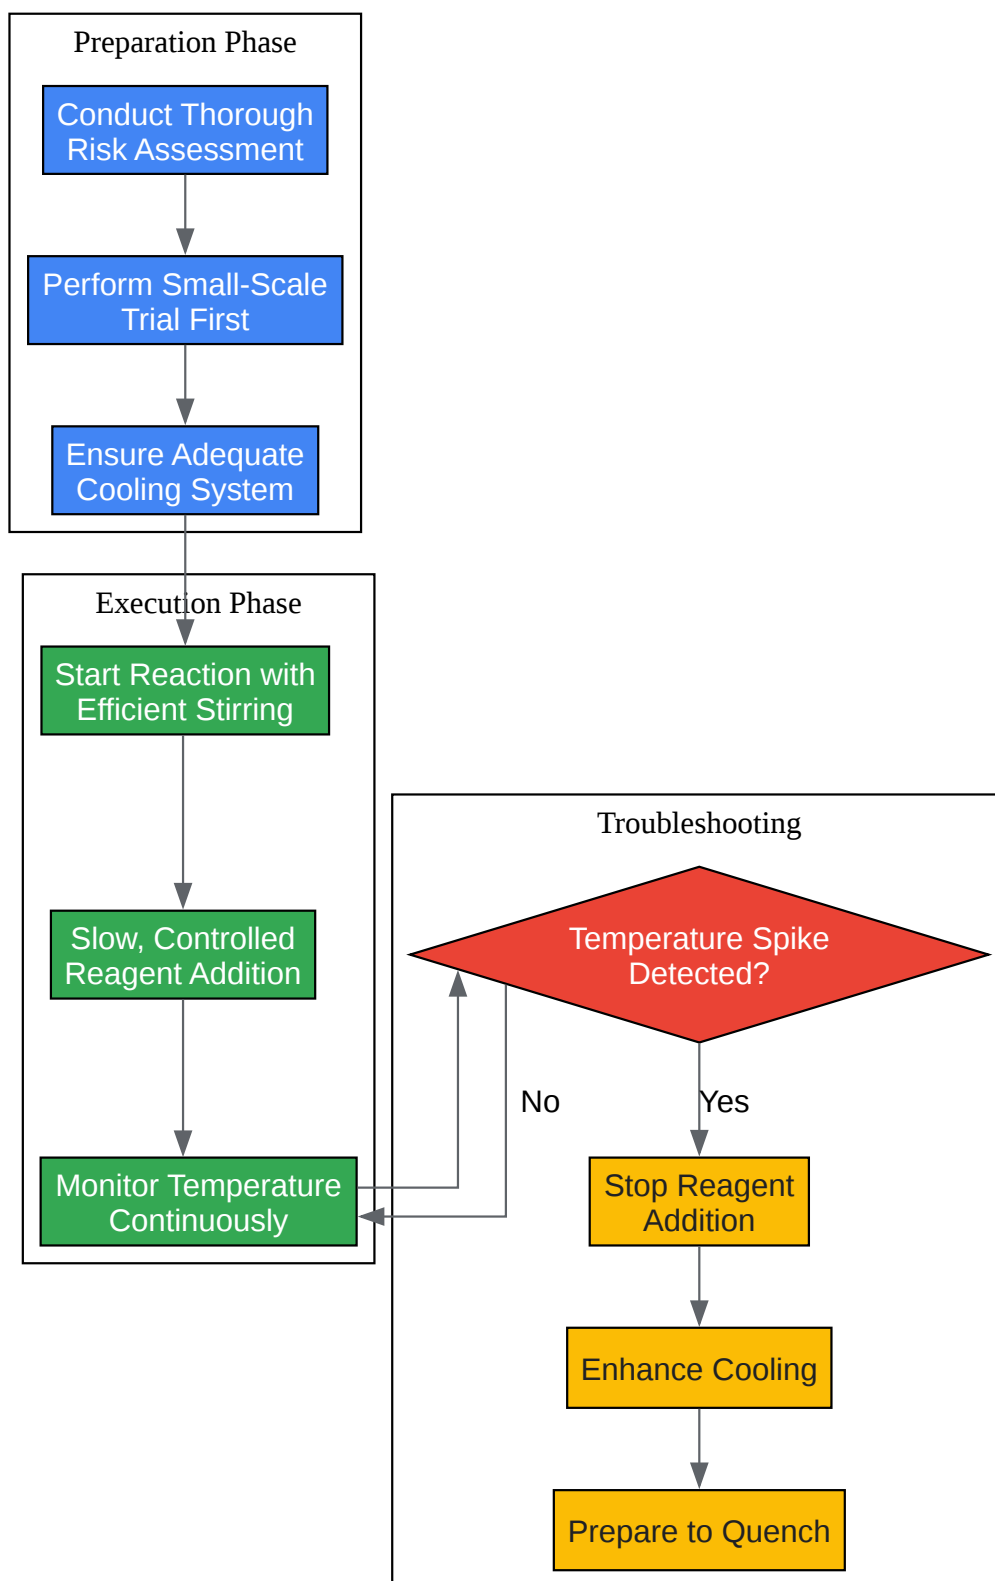 Preparation Phase
Conduct Thorough
Risk Assessment
Perform Small-Scale
Trial First
Ensure Adequate
Cooling System
Execution Phase
Start Reaction with
Efficient Stirring
Slow, Controlled
Reagent Addition
Monitor Temperature
Continuously
Troubleshooting
Temperature Spike
Detected?
No
Yes
Stop Reagent
Addition
Enhance Cooling
Prepare to Quench